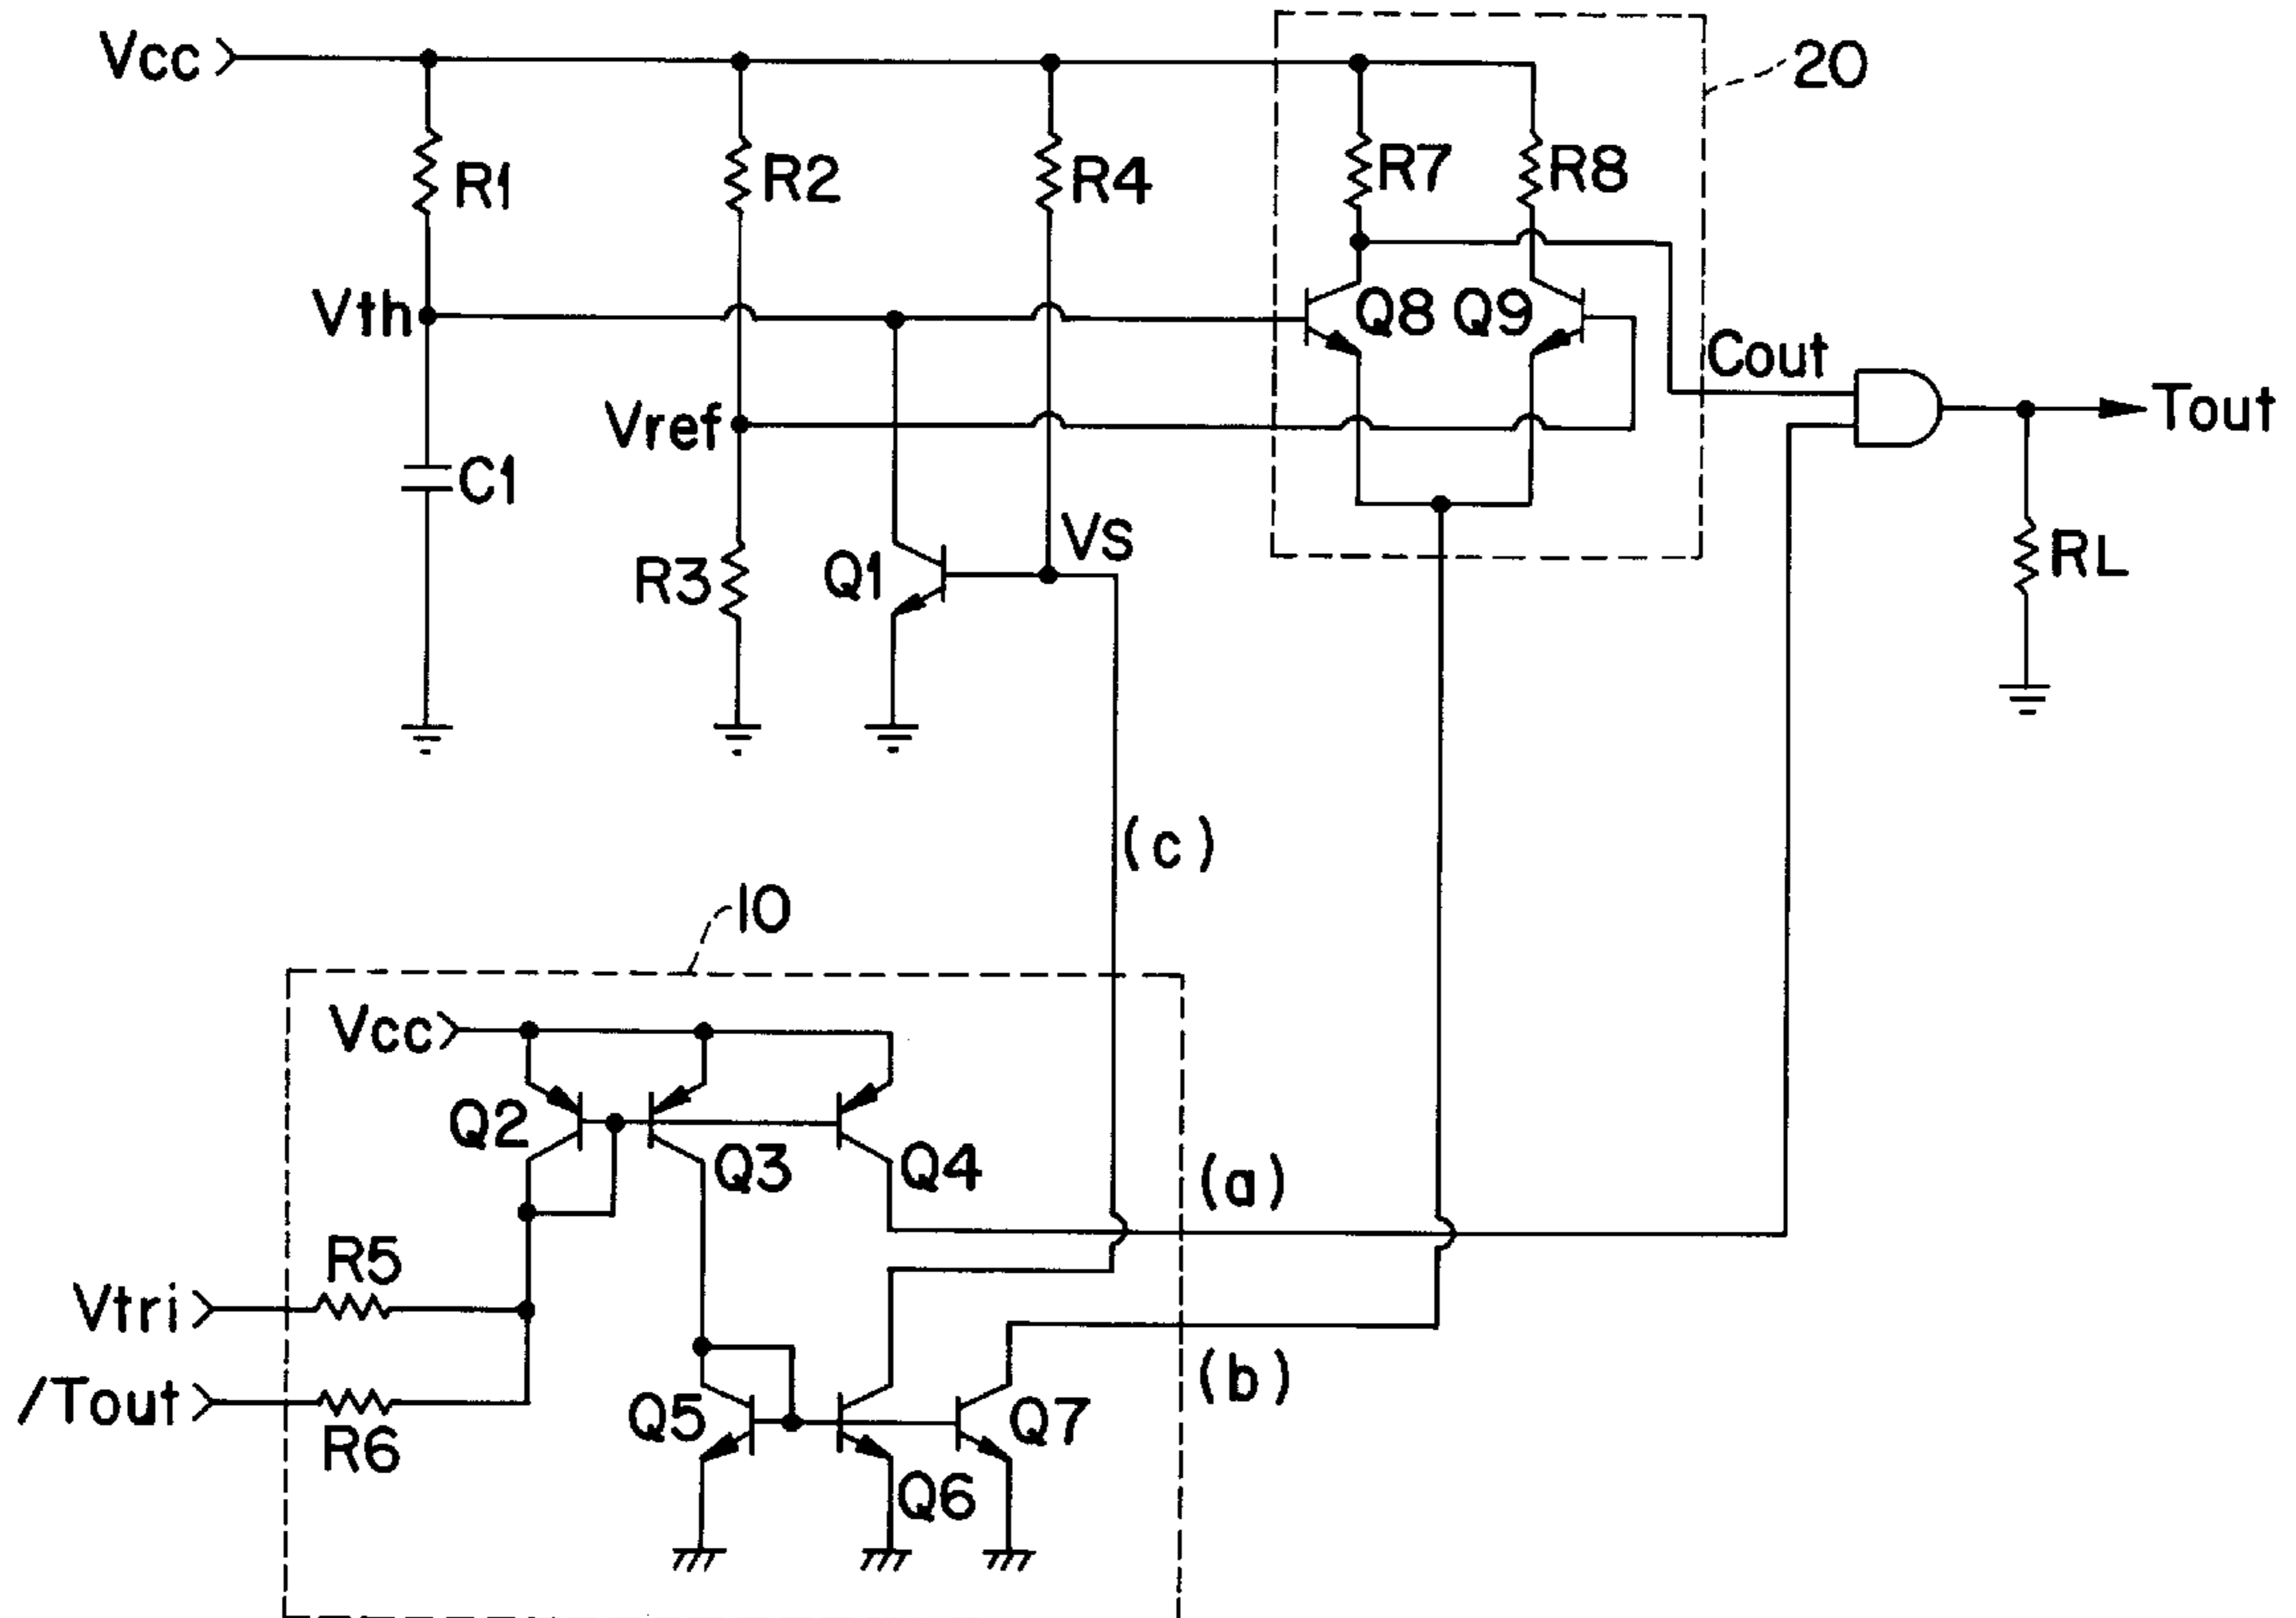 Vcc
20
R1
R2
R4
R7
R8
Vth
Q8
Q9
Cout
Tout
Vref
C1
VS
R3
Q1
RL
(c)
10
Vcc
Q2
Q3
Q4
(a)
R5
Vtri
(b)
/Tout
R6
Q5
Q7
Q6